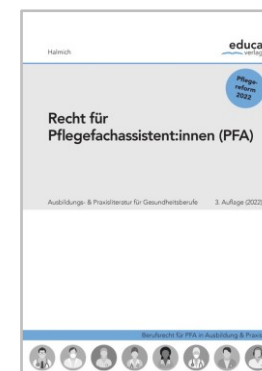 Halmich
educa
verlag
Pflege-
reform
2022
Recht für
Pflegefachassistent:innen (PFA)
Ausbildungs- & Praxisliteratur für Gesundheitsberufe 3. Auflage (2022)
Berufsrecht für PFA in Ausbildung & Praxis